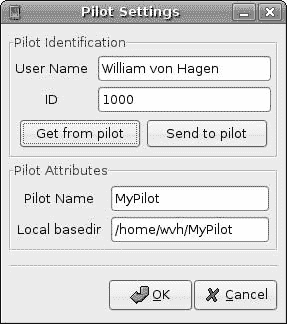 Pilot Settings
Pilot Identification
User Name William von Hagen
ID 1000
Get from pilot Send to pilot
Pilot Attributes
Pilot Name MyPilot
Local basedir /home/wvh/MyPilot
OK Cancel